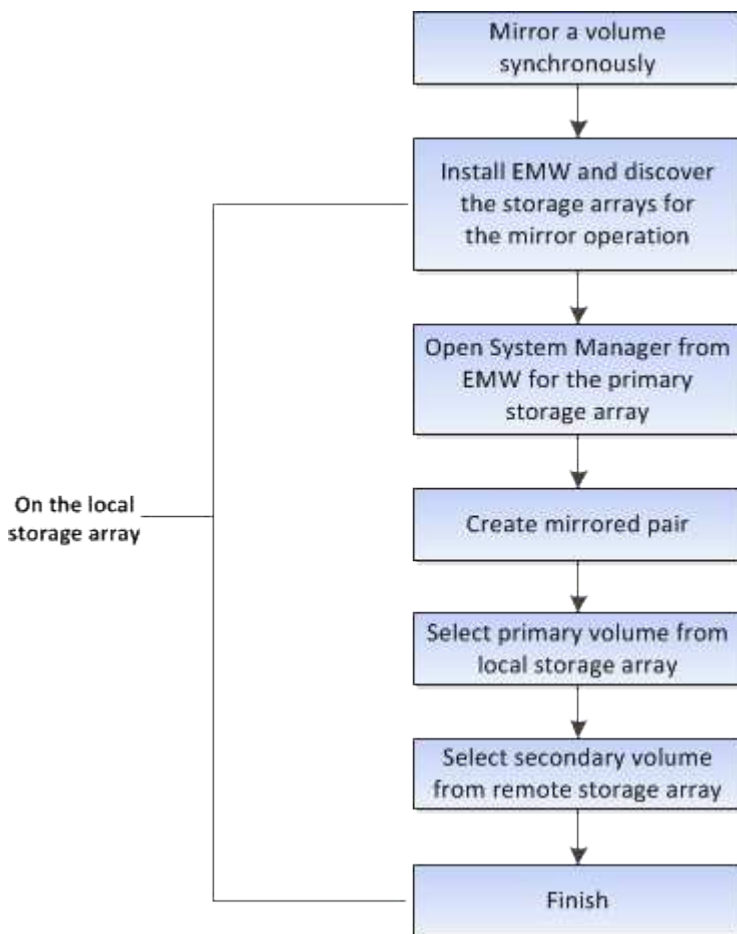 Mirror a volume
synchronously
Install EMW and discover
the storage arrays for
the mirror operation
Open System Manager from
EMW for the primary
storage array
On the local
storage array
Create mirrored pair
Select primary volume from
local storage array
Select secondary volume
from remote storage array
Finish